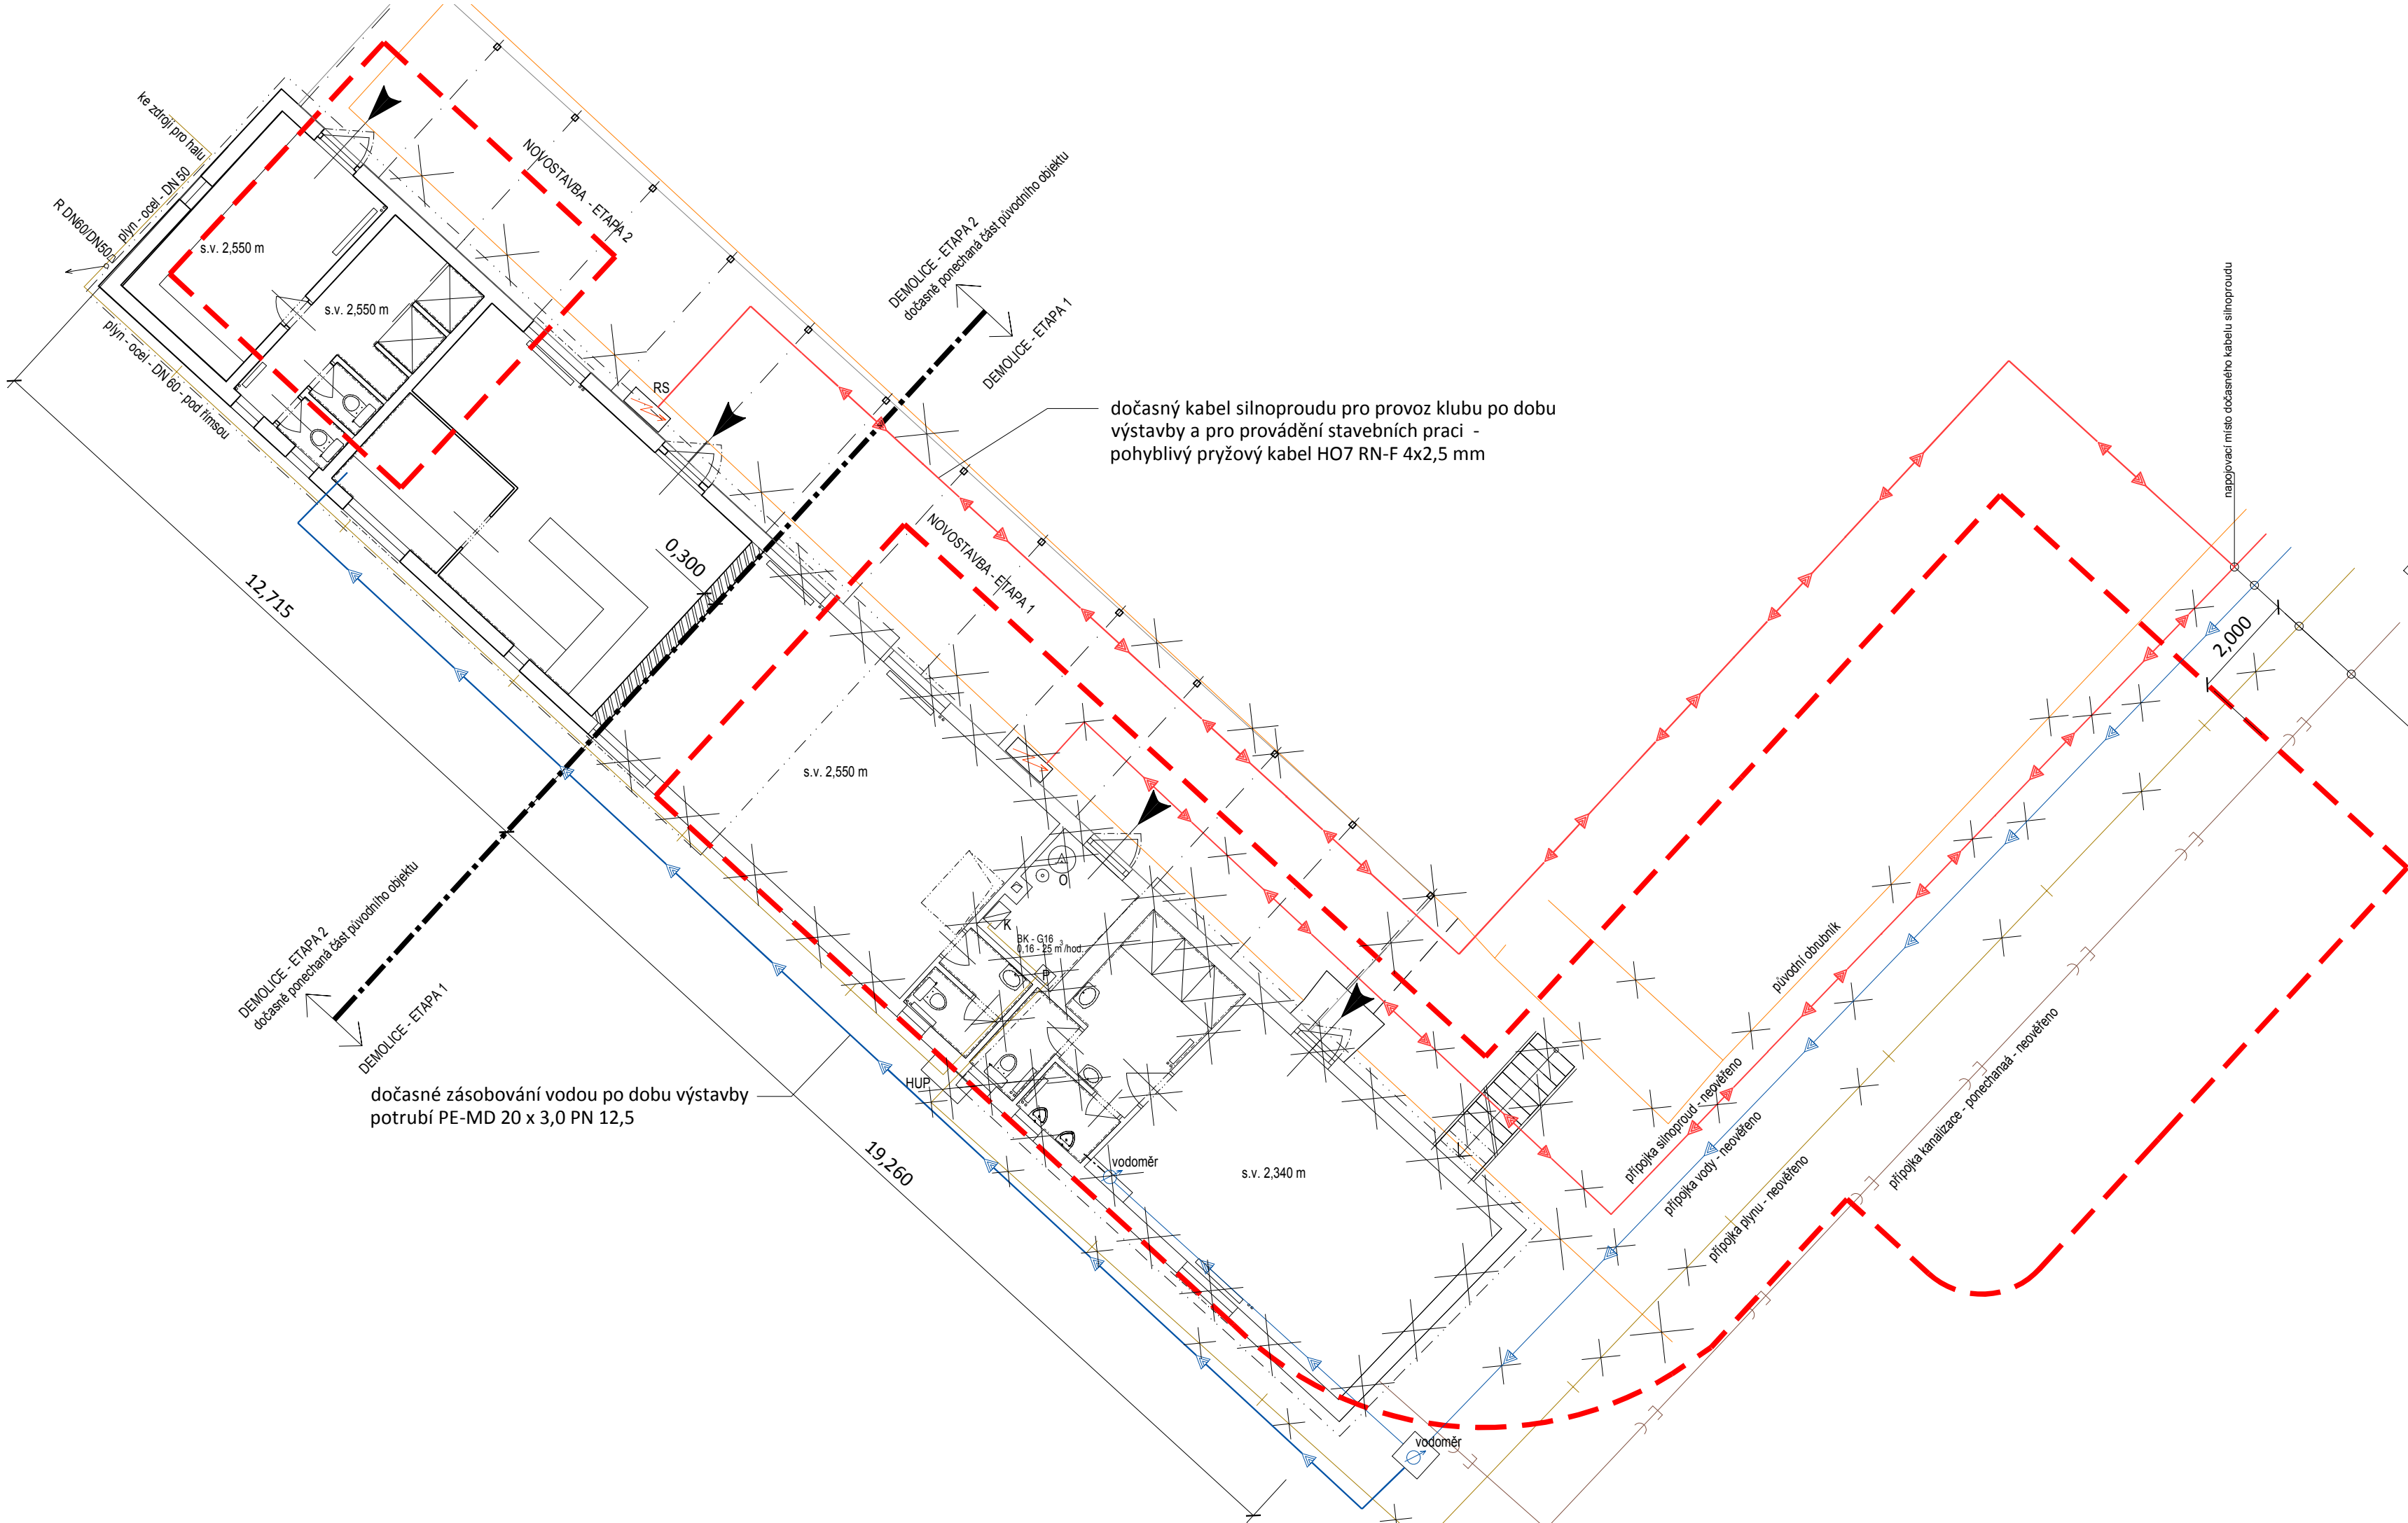 ke zdroji pro halu
plyn - ocel - DN 50
R DN60/DN50
s.v. 2,550 m
s.v. 2,550 m
plyn - ocel - DN 60 - pod římsou
NOVOSTAVBA - ETAPA 2
RS
DEMOLICE - ETAPA 2
dočasně ponechaná část původního objektu
DEMOLICE - ETAPA 1
dočasný kabel silnoproudu pro provoz klubu po dobu
výstavby a pro provádění stavebních praci -
pohyblivý pryžový kabel HO7 RN-F 4x2,5 mm
napojovací místo dočasného kabelu silnoproudu
NOVOSTAVBA - ETAPA 1
0,300
12,715
2,000
s.v. 2,550 m
O
K
BK - G16
0,16 - 25 m³/hod.
P
DEMOLICE - ETAPA 2
dočasně ponechaná část původního objektu
DEMOLICE - ETAPA 1
HUP
dočasné zásobování vodou po dobu výstavby
potrubí PE-MD 20 x 3,0 PN 12,5
19,260
vodoměr
s.v. 2,340 m
původní obrubník
přípojka silnoproud - neověřeno
přípojka vody - neověřeno
přípojka plynu - neověřeno
přípojka kanalizace - ponechaná - neověřeno
vodoměr